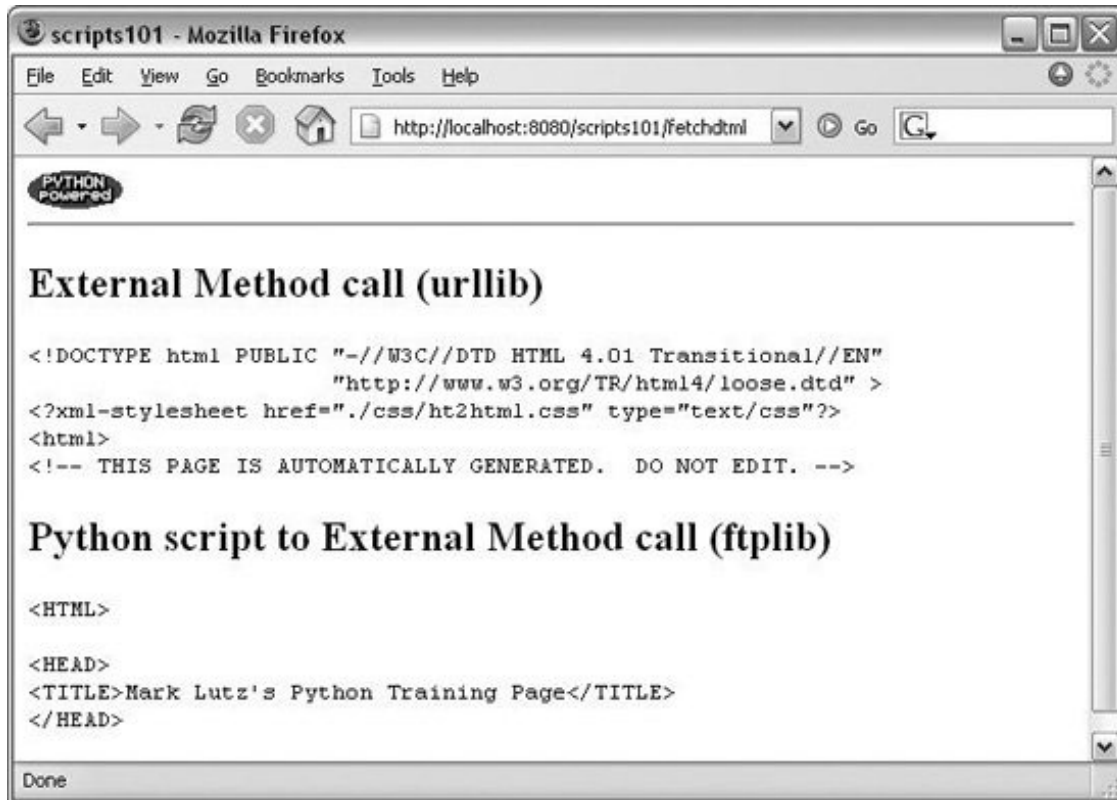 scripts101 - Mozilla Firefox
File Edit View Go Bookmarks Tools Help
http://localhost:8080/scripts101/fetchdtml Go G
PYTHON
Powered
External Method call (urllib)
<!DOCTYPE html PUBLIC "-//W3C//DTD HTML 4.01 Transitional//EN"
"http://www.w3.org/TR/html4/loose.dtd" >
<?xml-stylesheet href="./css/ht2html.css" type="text/css"?>
<html>
<!-- THIS PAGE IS AUTOMATICALLY GENERATED.  DO NOT EDIT. -->
Python script to External Method call (ftplib)
<HTML>
<HEAD>
<TITLE>Mark Lutz's Python Training Page</TITLE>
</HEAD>
Done